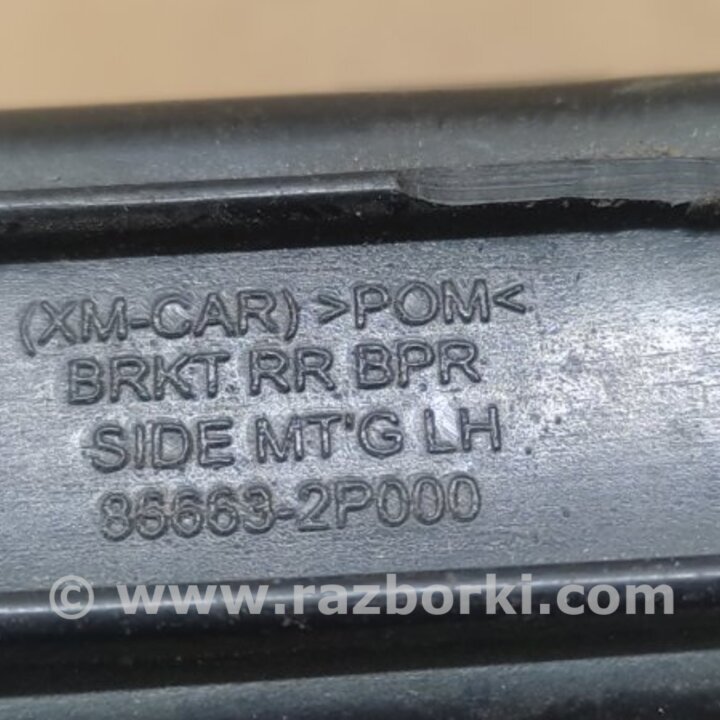 (XM-CAR) >POM<
BRKT RR BPR
SIDE MT'G LH
86663-2P000
© www.razborki.com